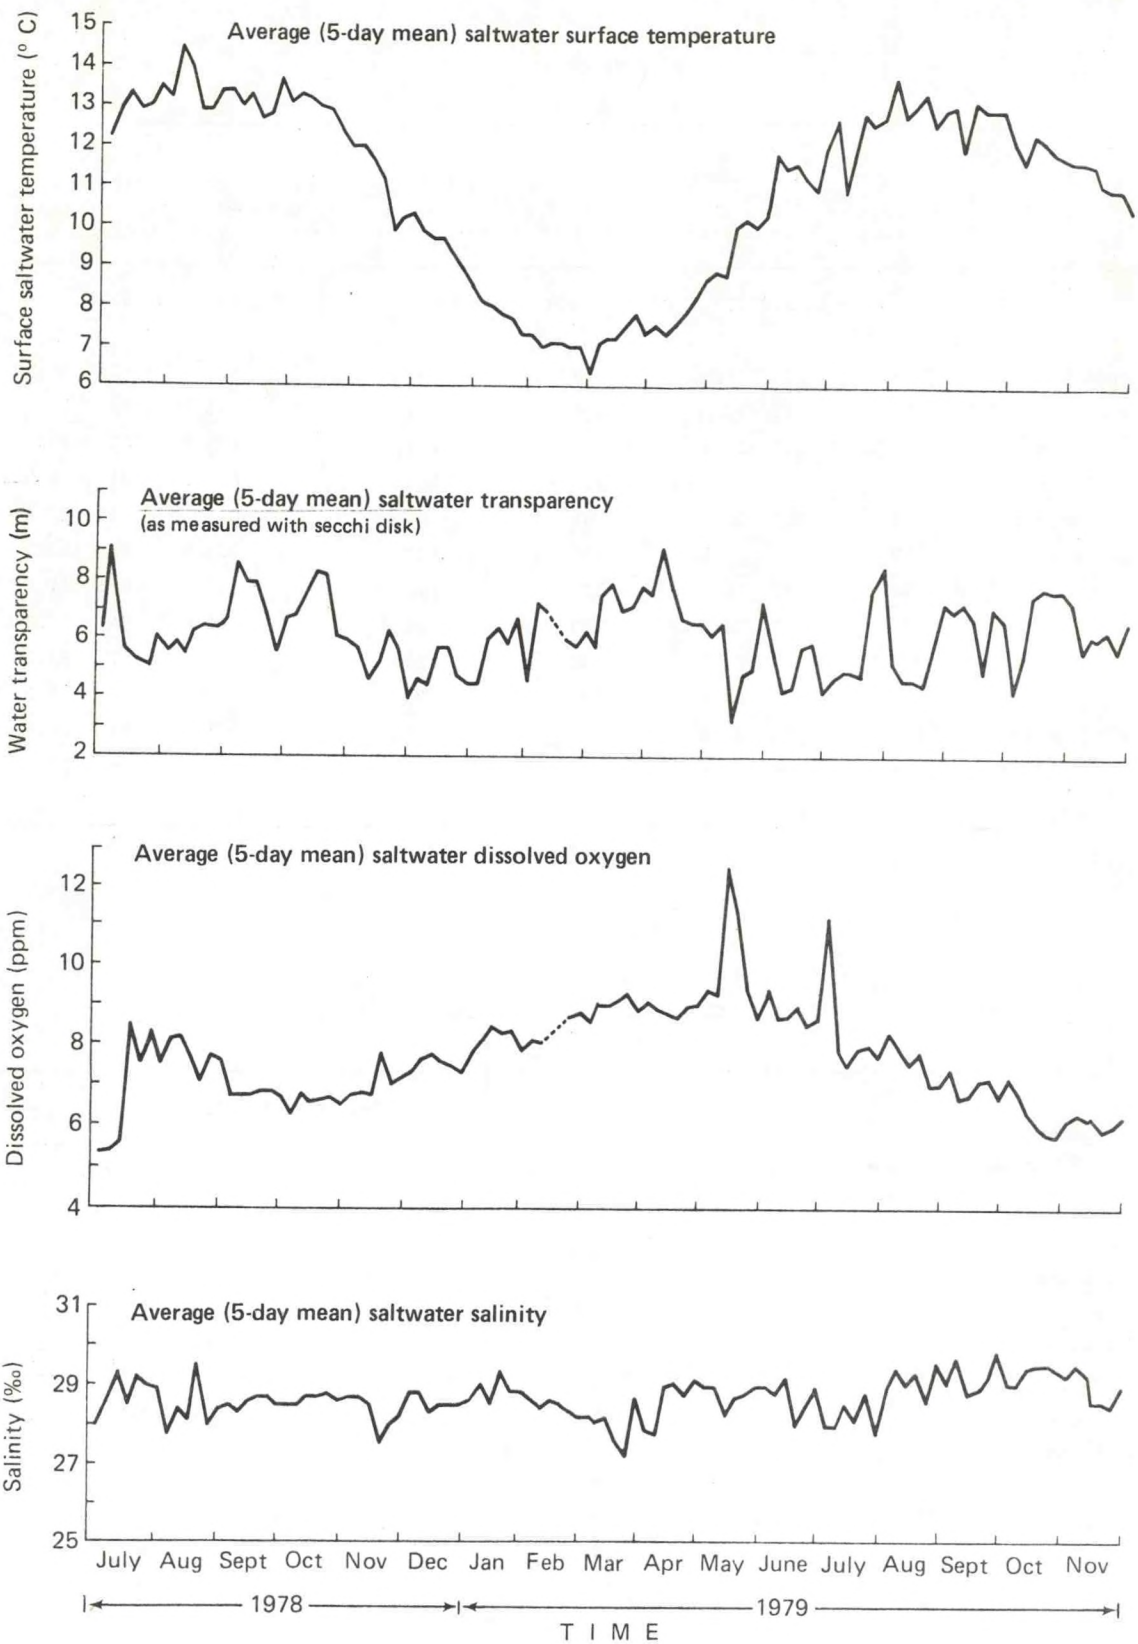 Average (5-day mean) saltwater surface temperature
Surface saltwater temperature (° C)
15
14
13
12
11
10
9
8
7
6
Average (5-day mean) saltwater transparency
(as measured with secchi disk)
Water transparency (m)
10
8
6
4
2
Average (5-day mean) saltwater dissolved oxygen
Dissolved oxygen (ppm)
12
10
8
6
4
Average (5-day mean) saltwater salinity
Salinity (‰)
31
29
27
25
July Aug Sept Oct Nov Dec Jan Feb Mar Apr May June July Aug Sept Oct Nov
1978 1979
TIME